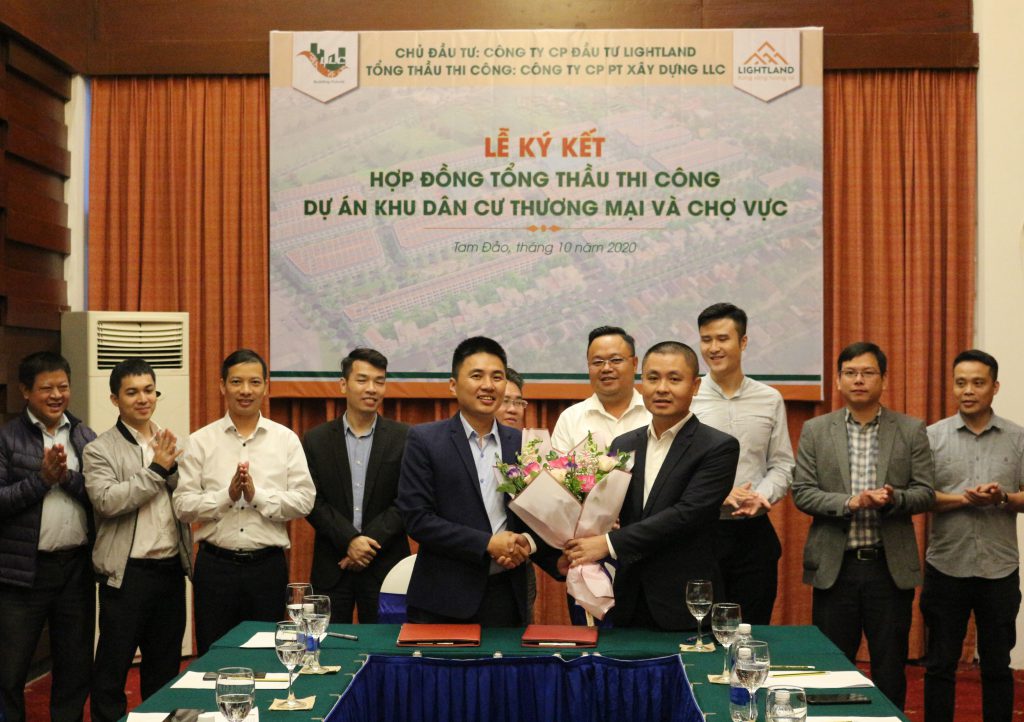 CHỦ ĐẦU TƯ: CÔNG TY CP ĐẦU TƯ LIGHTLAND
TỔNG THẦU THI CÔNG: CÔNG TY CP PT XÂY DỰNG LLC
LIGHTLAND
LỄ KÝ KẾT
HỢP ĐỒNG TỔNG THẦU THI CÔNG
DỰ ÁN KHU DÂN CƯ THƯƠNG MẠI VÀ CHỢ VỰC
Tam Đảo, tháng 10 năm 2020